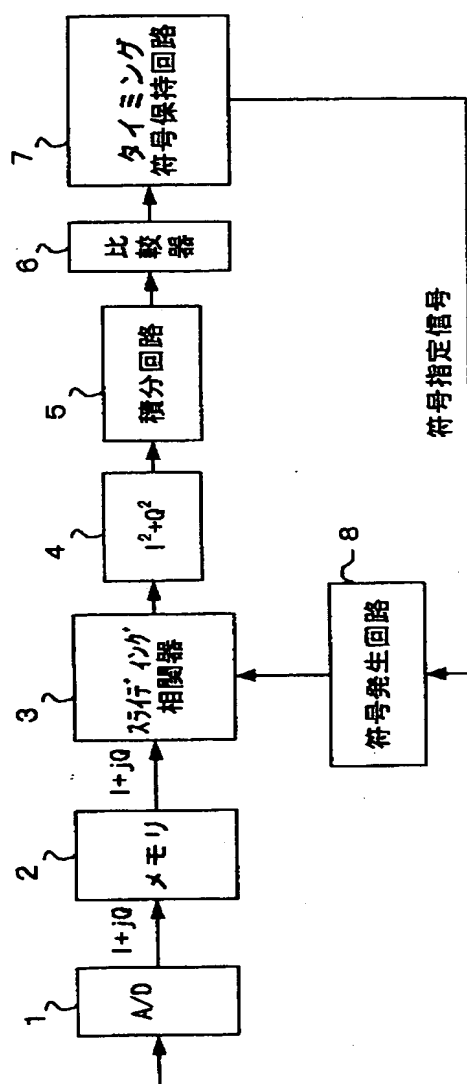 1
A/D
I+jQ
2
メモリ
I+jQ
3
ｽﾗｲﾃﾞｨﾝｸﾞ
相関器
4
I²+Q²
5
積分回路
6
比較器
7
タイミング
符号保持回路
8
符号発生回路
符号指定信号